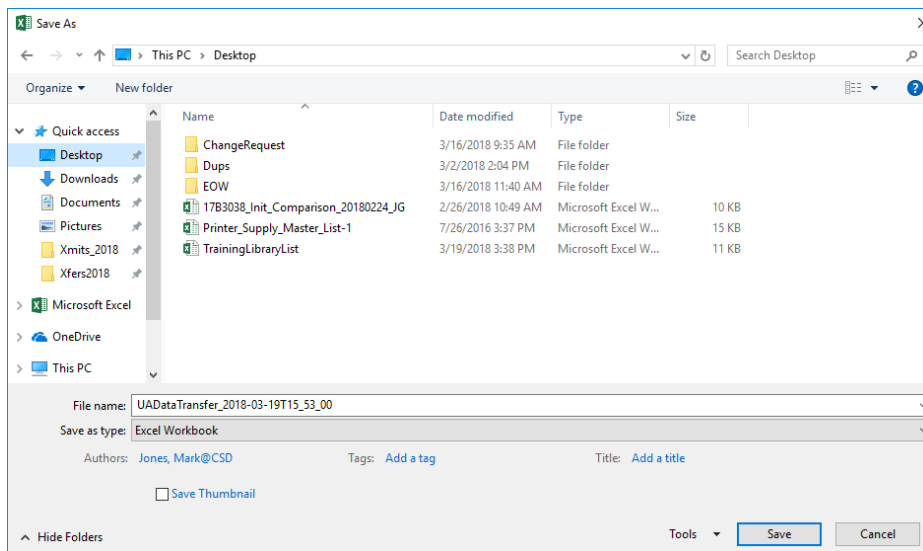 Save As
This PC > Desktop
Search Desktop
Organize
New folder
Name Date modified Type Size
Quick access
Desktop
Downloads
Documents
Pictures
Xmits_2018
Xfers2018
Microsoft Excel
OneDrive
This PC
ChangeRequest 3/16/2018 9:35 AM File folder
Dups 3/2/2018 2:04 PM File folder
EOW 3/16/2018 11:40 AM File folder
17B3038_Init_Comparison_20180224_JG 2/26/2018 10:49 AM Microsoft Excel W... 10 KB
Printer_Supply_Master_List-1 7/26/2016 3:37 PM Microsoft Excel W... 15 KB
TrainingLibraryList 3/19/2018 3:38 PM Microsoft Excel W... 11 KB
File name: UADataTransfer_2018-03-19T15_53_00
Save as type: Excel Workbook
Authors: Jones, Mark@CSD Tags: Add a tag Title: Add a title
Save Thumbnail
Hide Folders Tools Save Cancel